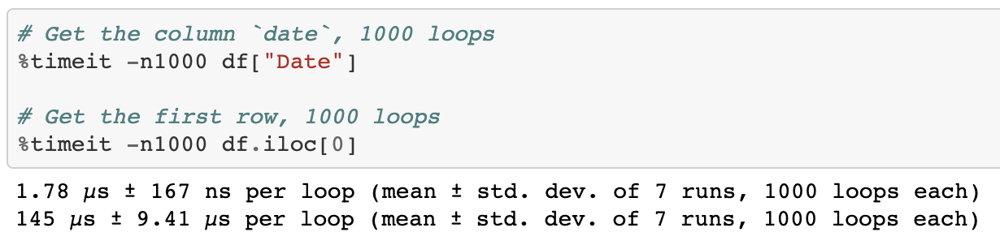 # Get the column `date`, 1000 loops
%timeit -n1000 df["Date"]
# Get the first row, 1000 loops
%timeit -n1000 df.iloc[0]
1.78 µs ± 167 ns per loop (mean ± std. dev. of 7 runs, 1000 loops each)
145 µs ± 9.41 µs per loop (mean ± std. dev. of 7 runs, 1000 loops each)